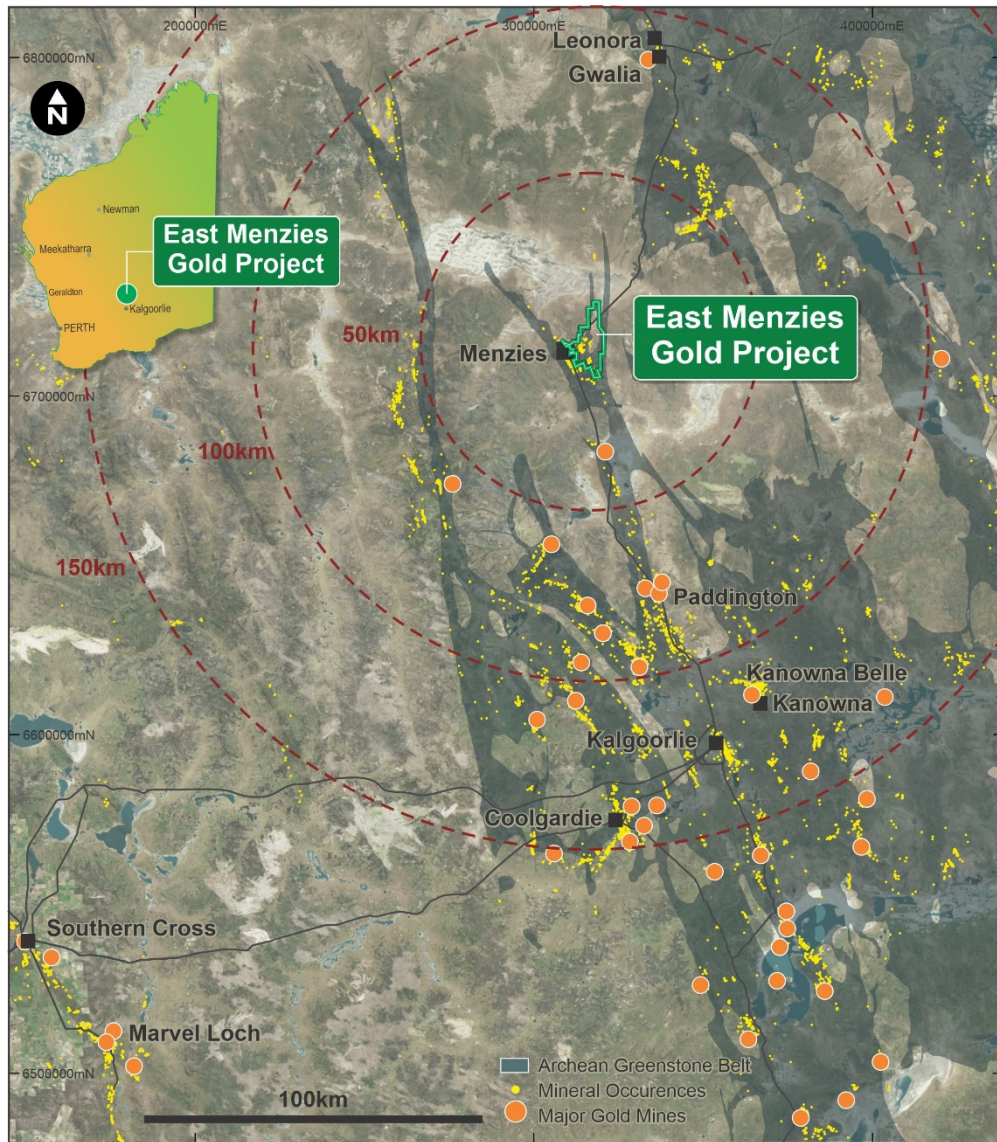 200000mE
300000mE
400000mE
Leonora
6800000mN
Gwalia
N
Newman
East Menzies
Gold Project
Meekatharra
Geraldton
Kalgoorlie
PERTH
50km
East Menzies
Gold Project
Menzies
6700000mN
100km
150km
Paddington
Kanowna Belle
Kanowna
6600000mN
Kalgoorlie
Coolgardie
Southern Cross
Marvel Loch
6500000mN
Archean Greenstone Belt
Mineral Occurences
Major Gold Mines
100km